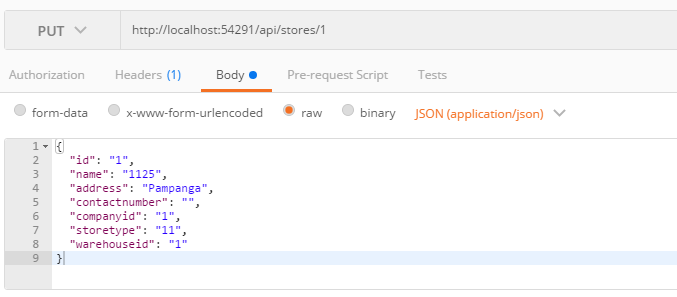 PUT http://localhost:54291/api/stores/1
Authorization Headers (1) Body Pre-request Script Tests
form-data x-www-form-urlencoded raw binary JSON (application/json)
1 {
2 "id": "1",
3 "name": "1125",
4 "address": "Pampanga",
5 "contactnumber": "",
6 "companyid": "1",
7 "storetype": "11",
8 "warehouseid": "1"
9 }